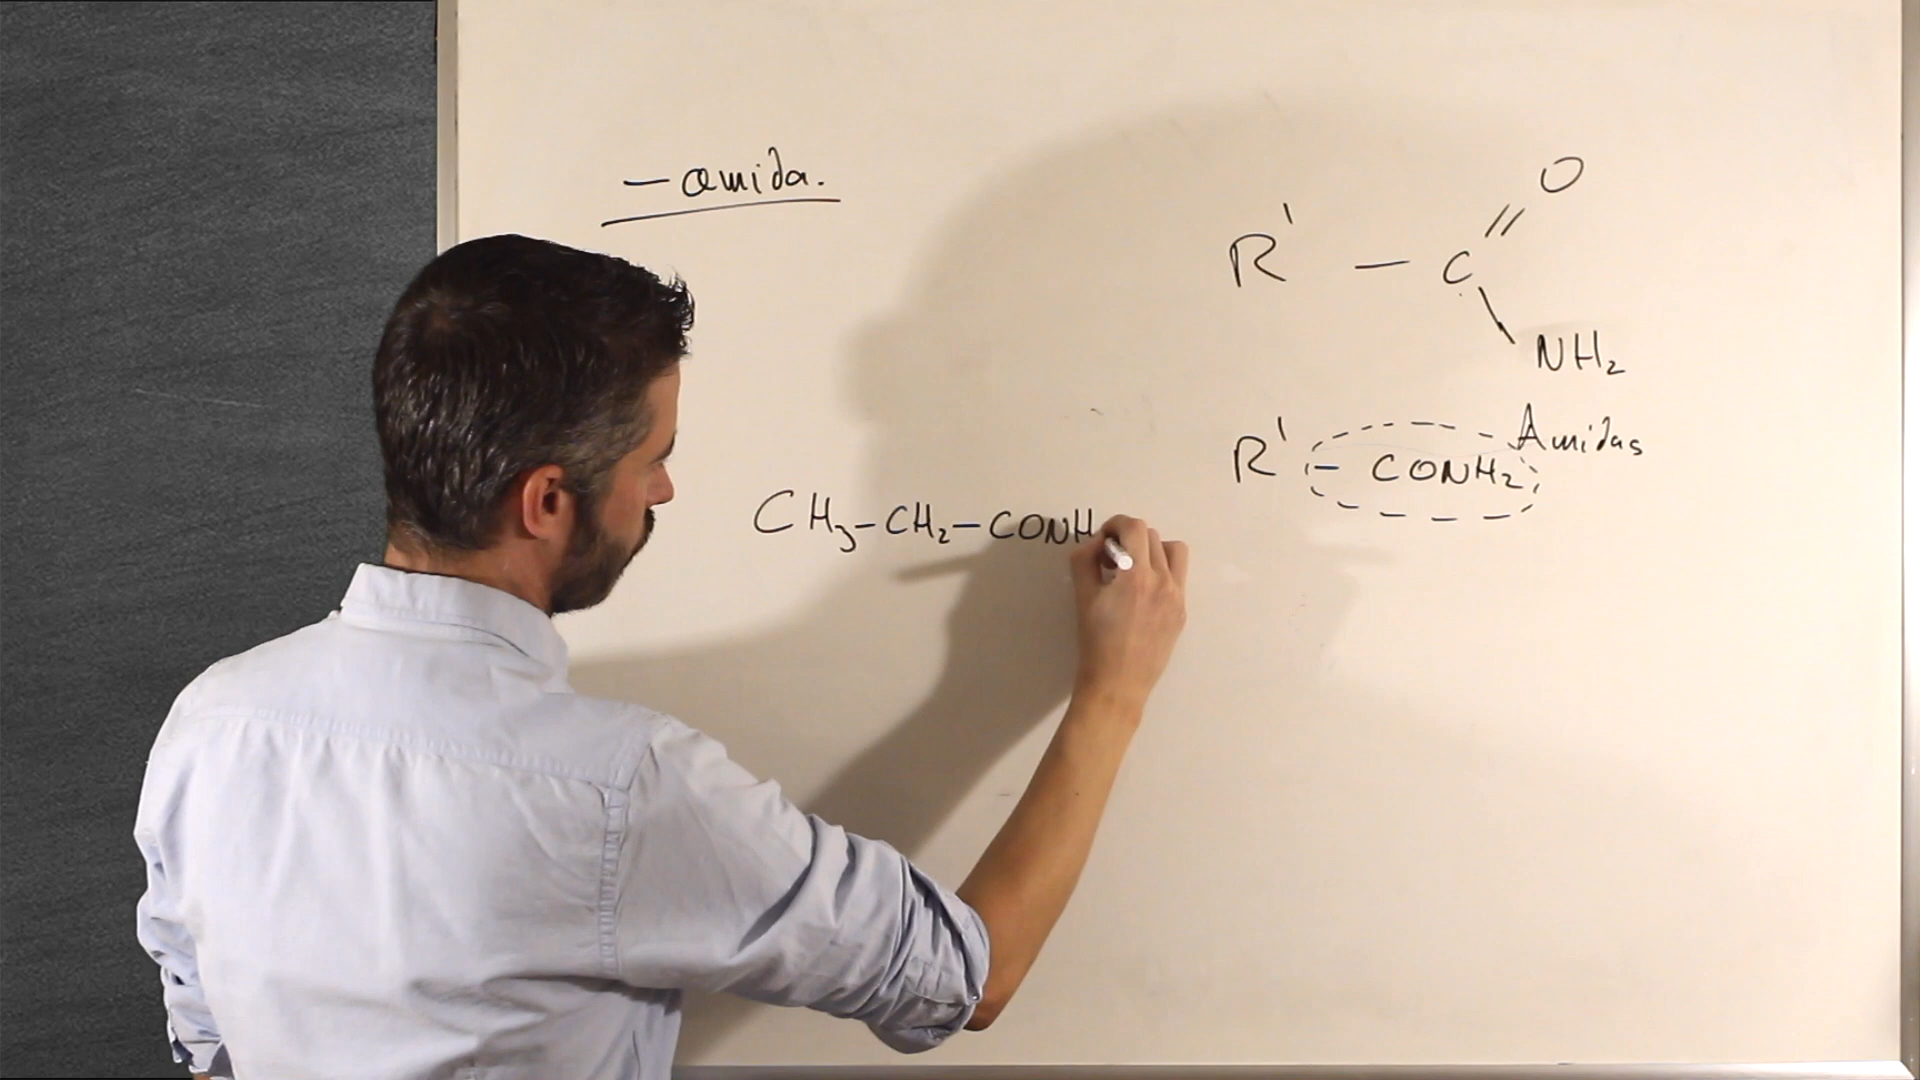 – amida.
O
R' – C
NH₂
Amidas
R' – CONH₂
CH₃–CH₂–CONH